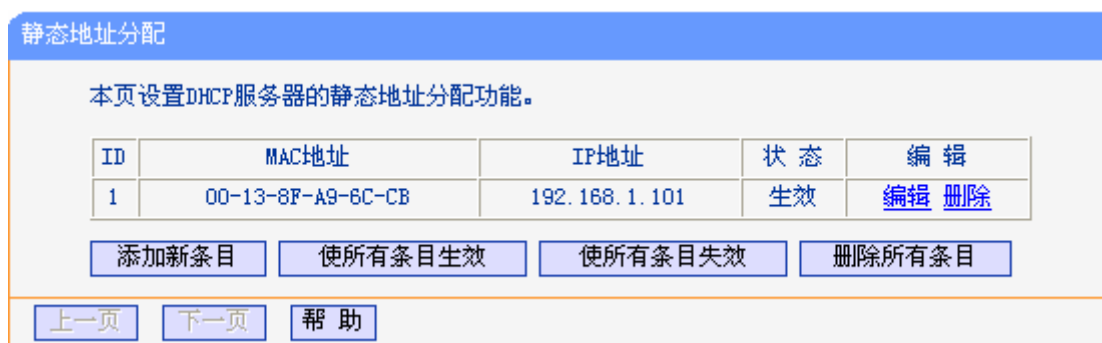 静态地址分配
本页设置DHCP服务器的静态地址分配功能。
ID MAC地址 IP地址 状 态 编 辑
1 00-13-8F-A9-6C-CB 192.168.1.101 生效 编辑 删除
添加新条目 使所有条目生效 使所有条目失效 删除所有条目
上一页 下一页 帮 助